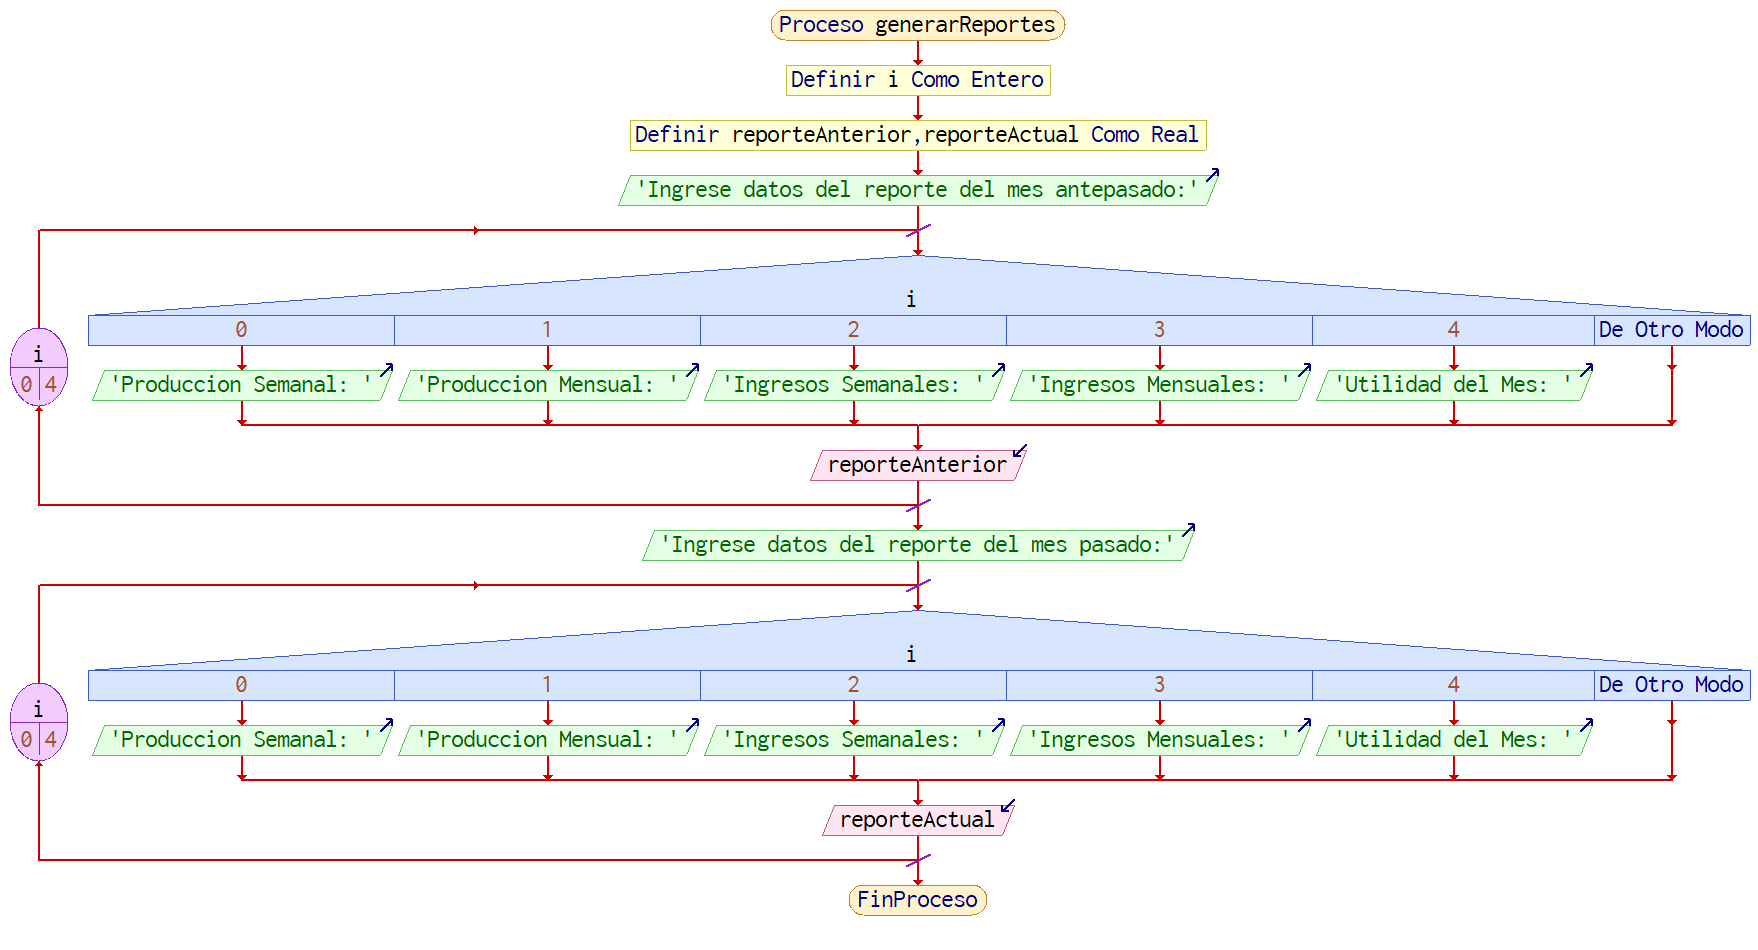 Proceso generarReportes
Definir i Como Entero
Definir reporteAnterior,reporteActual Como Real
'Ingrese datos del reporte del mes antepasado:'
i
0 1 2 3 4 De Otro Modo
i
0 4
'Produccion Semanal: ' 'Produccion Mensual: ' 'Ingresos Semanales: ' 'Ingresos Mensuales: ' 'Utilidad del Mes: '
reporteAnterior
'Ingrese datos del reporte del mes pasado:'
i
0 1 2 3 4 De Otro Modo
i
0 4
'Produccion Semanal: ' 'Produccion Mensual: ' 'Ingresos Semanales: ' 'Ingresos Mensuales: ' 'Utilidad del Mes: '
reporteActual
FinProceso